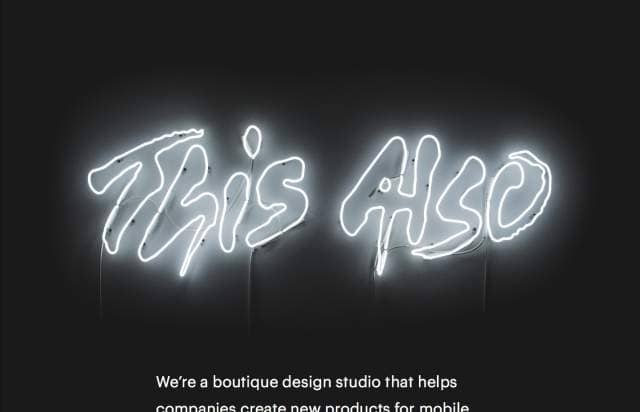 This Also
We're a boutique design studio that helps
companies create new products for mobile